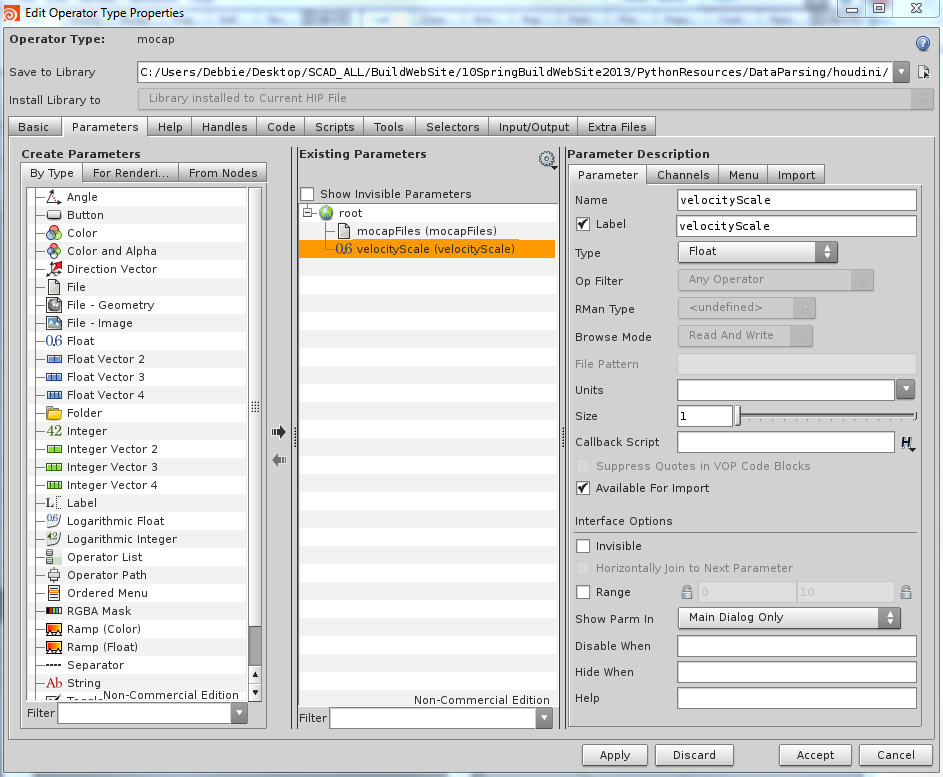 Edit Operator Type Properties
Operator Type: mocap
Save to Library C:/Users/Debbie/Desktop/SCAD_ALL/BuildWebSite/10SpringBuildWebSite2013/PythonResources/DataParsing/houdini/
Install Library to Library installed to Current HIP File
Basic Parameters Help Handles Code Scripts Tools Selectors Input/Output Extra Files
Create Parameters
By Type For Renderi... From Nodes
Angle
Button
Color
Color and Alpha
Direction Vector
File
File - Geometry
File - Image
0.6 Float
Float Vector 2
Float Vector 3
Float Vector 4
Folder
42 Integer
Integer Vector 2
Integer Vector 3
Integer Vector 4
L Label
0.6 Logarithmic Float
42 Logarithmic Integer
Operator List
Operator Path
Ordered Menu
RGBA Mask
Ramp (Color)
Ramp (Float)
Separator
Ab String
Non-Commercial Edition
Filter
Existing Parameters
Show Invisible Parameters
root
mocapFiles (mocapFiles)
0.6 velocityScale (velocityScale)
Non-Commercial Edition
Filter
Parameter Description
Parameter Channels Menu Import
Name velocityScale
Label velocityScale
Type Float
Op Filter Any Operator
RMan Type <undefined>
Browse Mode Read And Write
File Pattern
Units
Size 1
Callback Script H
Suppress Quotes in VOP Code Blocks
Available For Import
Interface Options
Invisible
Horizontally Join to Next Parameter
Range 0 10
Show Parm In Main Dialog Only
Disable When
Hide When
Help
Apply Discard Accept Cancel